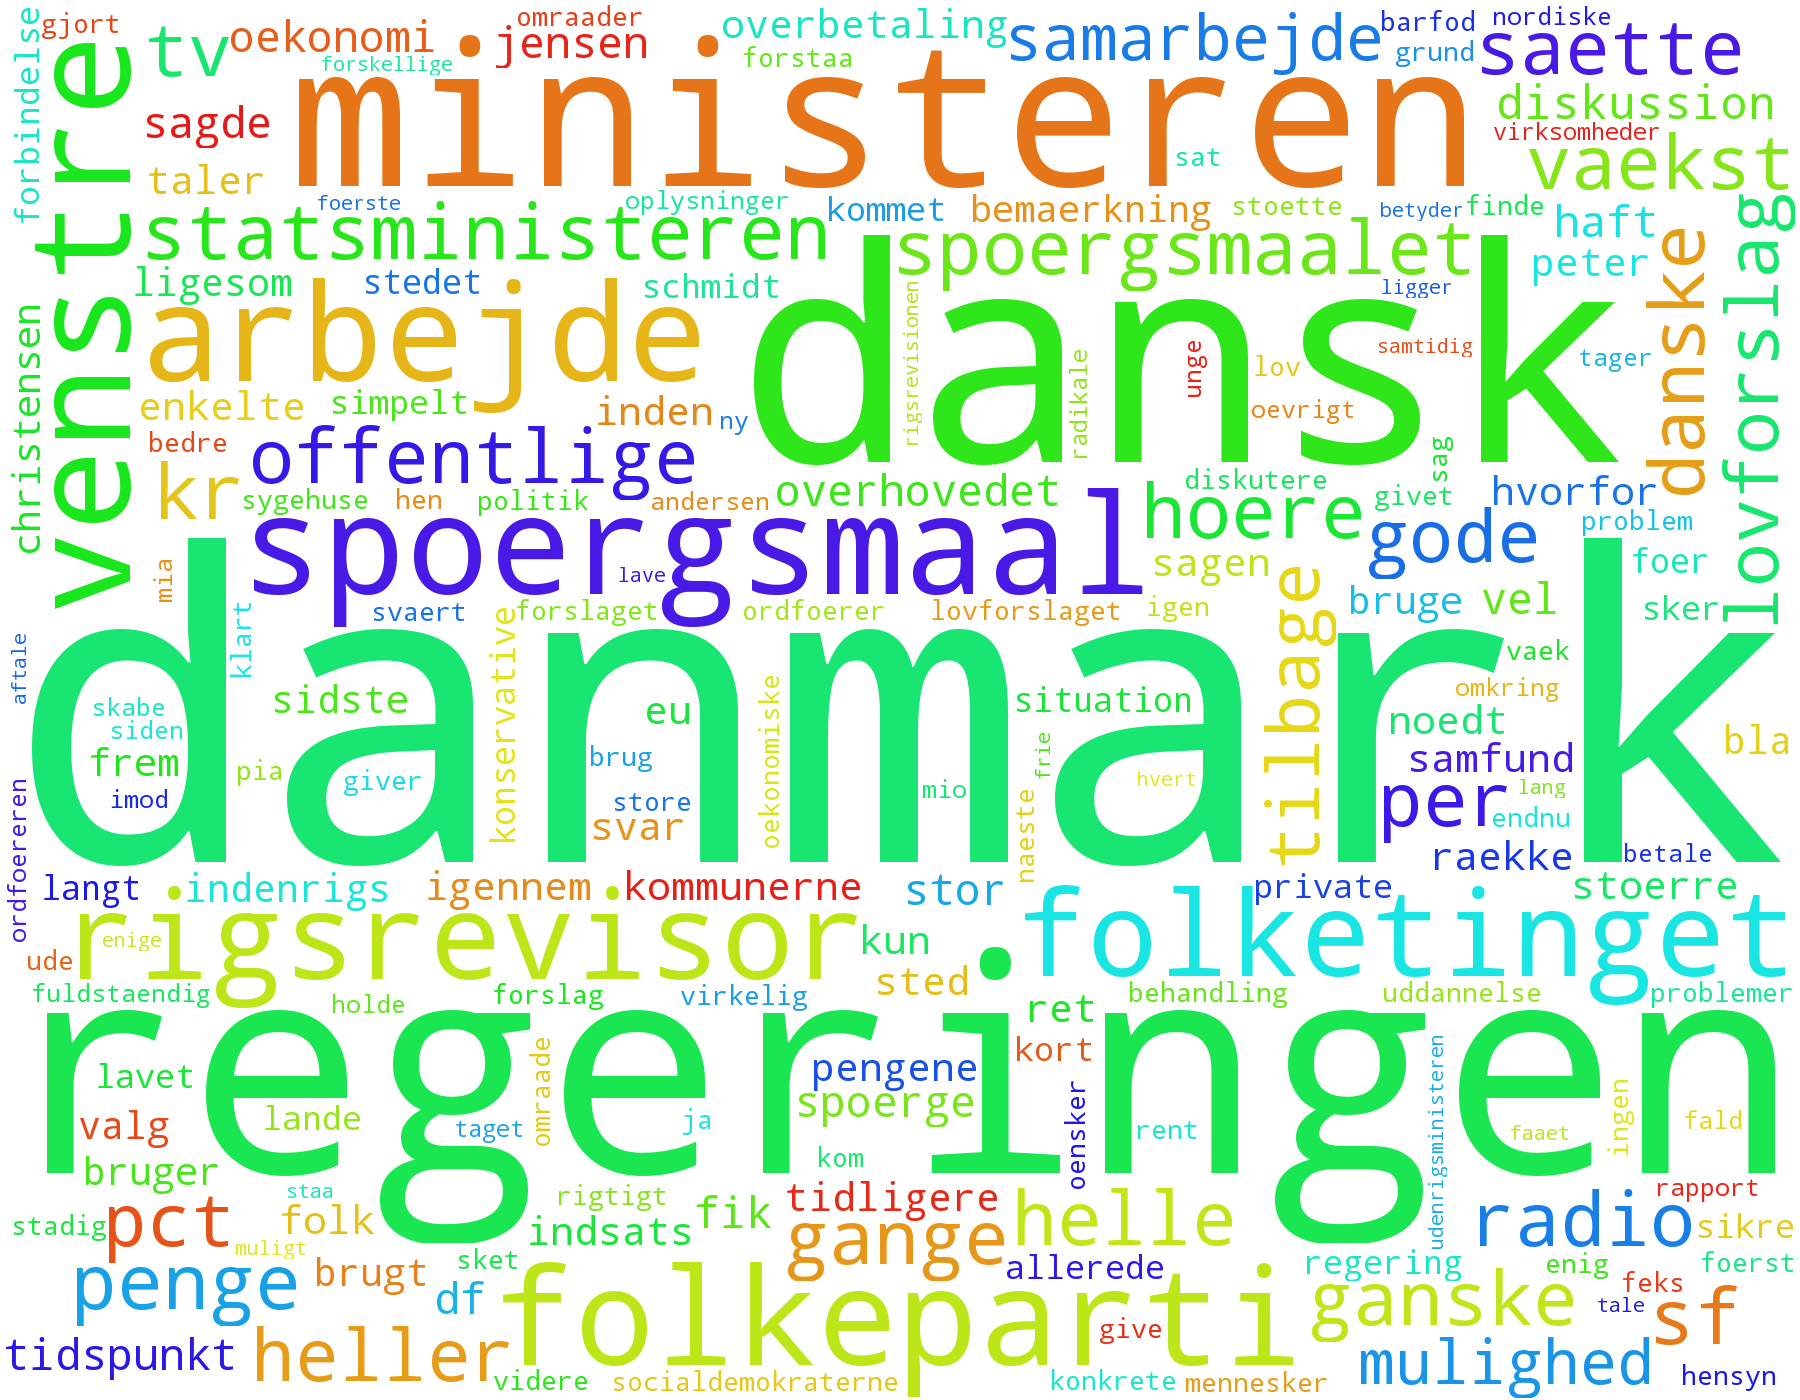 gjort
omraader
overbetaling
barfod
nordiske
forbindelse
venstre
tv
oekonomi
jensen
samarbejde
grund
saette
forskellige
forstaa
ministeren
diskussion
sagde
virksomheder
sat
vaekst
taler
foerste
oplysninger
kommet
bemaerkning
stoette
betyder
finde
haft
lovforslag
statsministeren
spoergsmaalet
danske
peter
ligesom
stedet
schmidt
ligger
arbejde
dansk
rigsrevisionen
christensen
unge
radikale
lov
samtidig
tager
enkelte
simpelt
inden
ny
oevrigt
bedre
offentlige
sag
kr
sygehuse
hen
politik
andersen
overhovedet
diskutere
givet
hvorfor
hoere
gode
problem
spoergsmaal
sagen
foer
mia
lave
tilbage
svaert
forslaget
ordfoerer
lovforslaget
igen
bruge
vel
sker
aftale
klart
konservative
danmark
vaek
skabe
siden
sidste
eu
oekonomiske
situation
omkring
noedt
frem
pia
giver
brug
frie
hvert
samfund
bla
imod
store
mio
per
lang
ordfoereren
svar
naeste
endnu
raekke
betale
langt
indenrigs
igennem
kommunerne
stor
private
stoerre
rigsrevisor
folketinget
enige
kun
ude
sted
fuldstaendig
holde
forslag
virkelig
ret
behandling
uddannelse
problemer
regeringen
lavet
omraade
pengene
kort
udenrigsministeren
valg
lande
taget
spoerge
ja
oensker
rent
ingen
faaet
fald
bruger
kom
staa
rigtigt
tidligere
rapport
stadig
pct
folk
indsats
fik
gange
helle
radio
sikre
muligt
sket
allerede
regering
enig
foerst
penge
brugt
df
folkeparti
ganske
feks
tale
sf
tidspunkt
heller
give
mulighed
videre
socialdemokraterne
konkrete
mennesker
hensyn